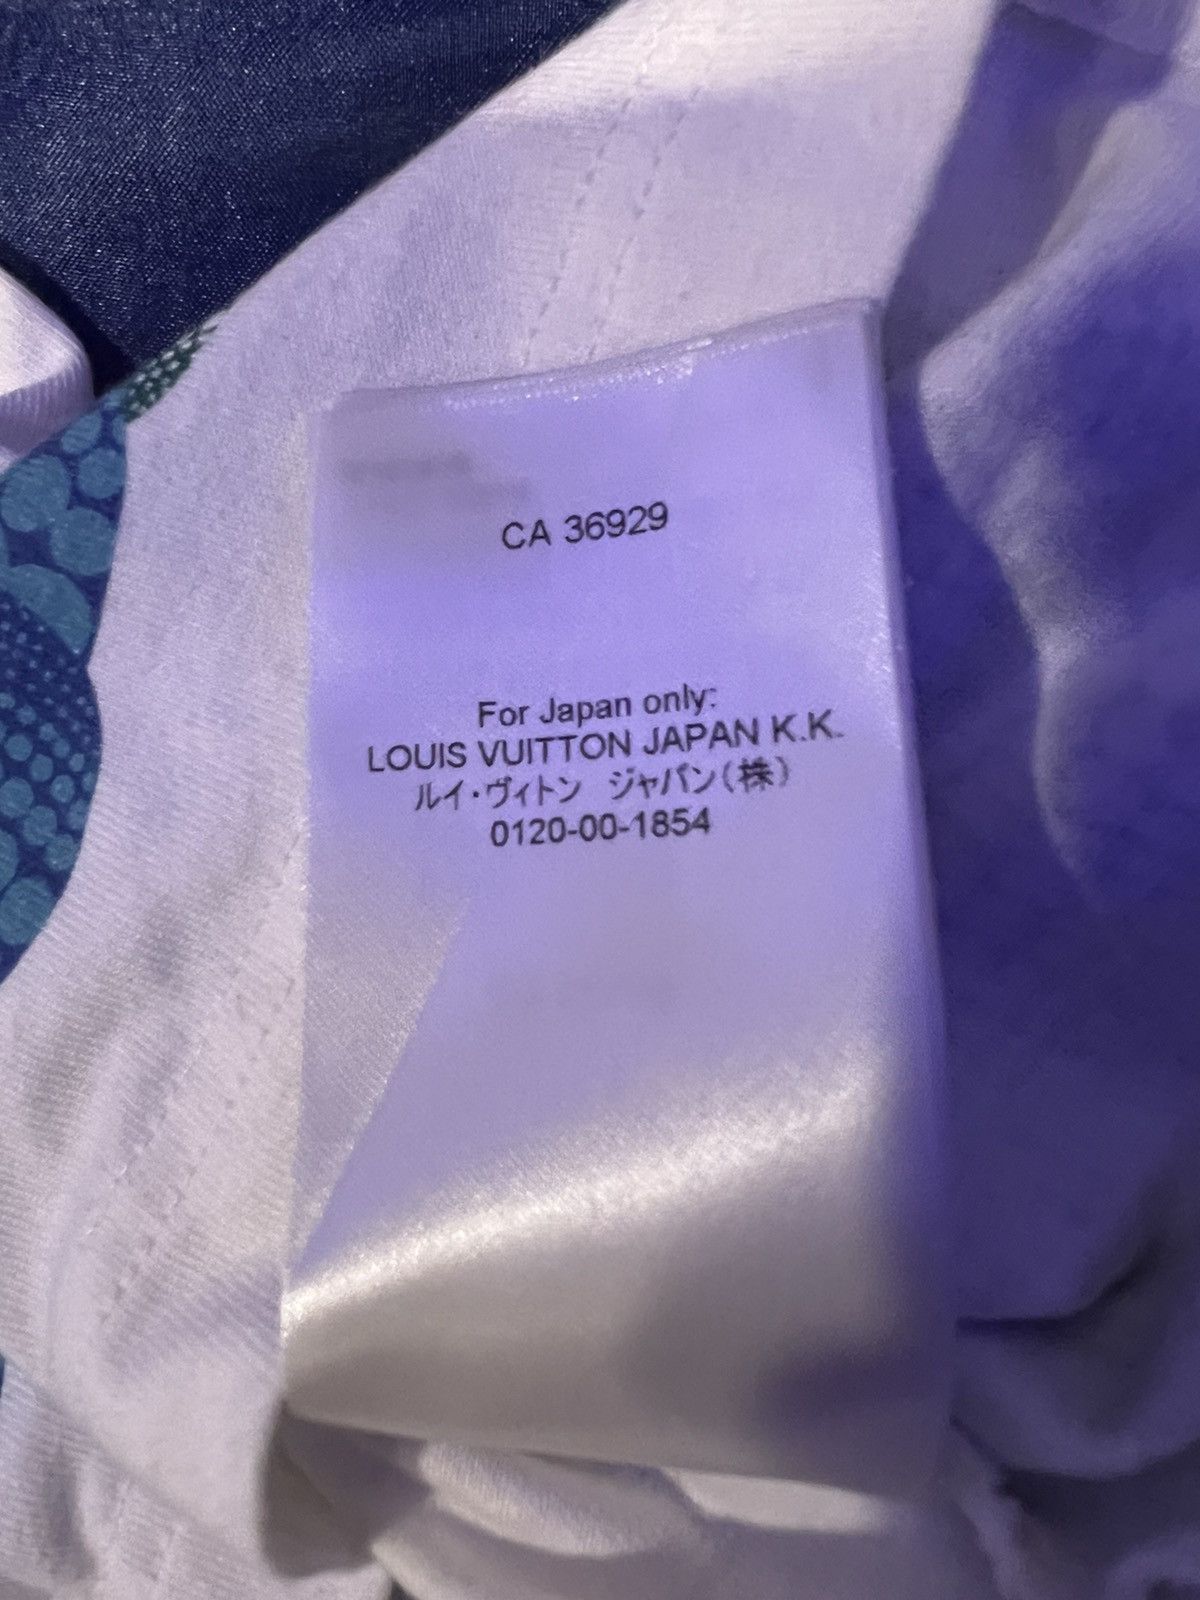 CA 36929
For Japan only:
LOUIS VUITTON JAPAN K.K.
ルイ・ヴィトン ジャパン(株)
0120-00-1854